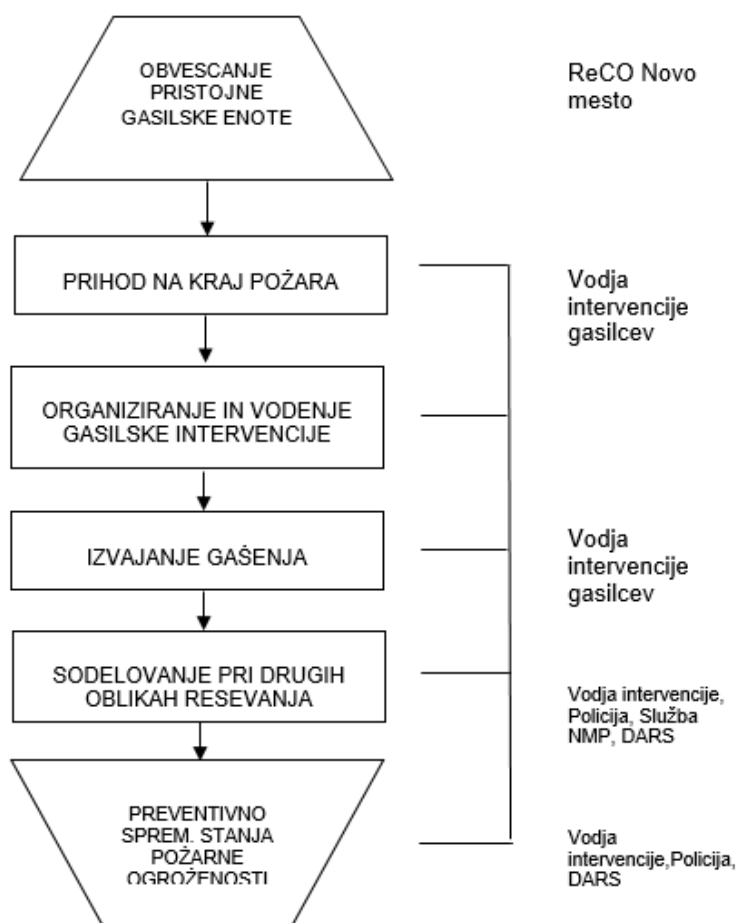 OBVESCANJE
PRISTOJNE
GASILSKE ENOTE
ReCO Novo
mesto
PRIHOD NA KRAJ POŽARA
Vodja
intervencije
gasilcev
ORGANIZIRANJE IN VODENJE
GASILSKE INTERVENCIJE
IZVAJANJE GAŠENJA
Vodja
intervencije
gasilcev
SODELOVANJE PRI DRUGIH
OBLIKAH RESEVANJA
Vodja intervencije,
Policija, Služba
NMP, DARS
PREVENTIVNO
SPREM. STANJA
POŽARNE
OGROŽENOSTI
Vodja
intervencije,Policija,
DARS